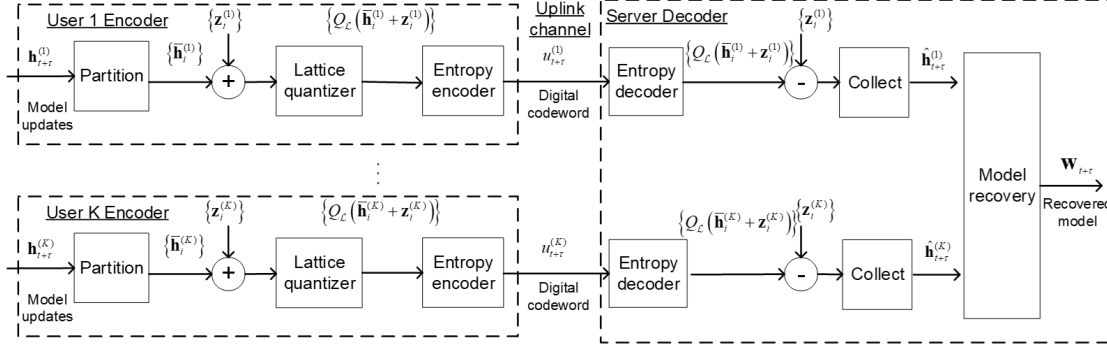 User 1 Encoder
{z_i^(1)}
{Q_ℒ(h̄_i^(1) + z_i^(1))}
Uplink
channel
Server Decoder
{z_i^(1)}
h_{t+τ}^(1)
Partition
{h̄_i^(1)}
+
Lattice
quantizer
Entropy
encoder
u_{t+τ}^(1)
Entropy
decoder
{Q_ℒ(h̄_i^(1) + z_i^(1))}
-
Collect
ĥ_{t+τ}^(1)
Model
updates
Digital
codeword
⋮
Model
recovery
W_{t+τ}
Recovered
model
User K Encoder
{z_i^(K)}
{Q_ℒ(h̄_i^(K) + z_i^(K))}
{Q_ℒ(h̄_i^(K) + z_i^(K))}
{z_i^(K)}
h_{t+τ}^(K)
Partition
{h̄_i^(K)}
+
Lattice
quantizer
Entropy
encoder
u_{t+τ}^(K)
Entropy
decoder
-
Collect
ĥ_{t+τ}^(K)
Model
updates
Digital
codeword